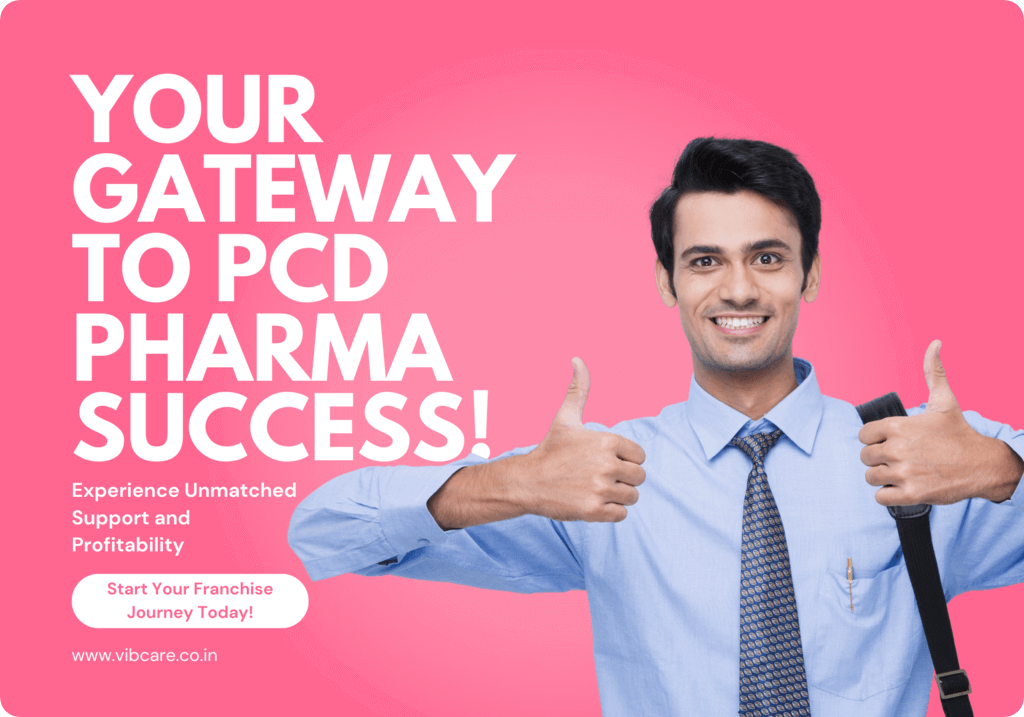 YOUR
GATEWAY
TO PCD
PHARMA
SUCCESS!
Experience Unmatched
Support and
Profitability
Start Your Franchise
Journey Today!
www.vibcare.co.in